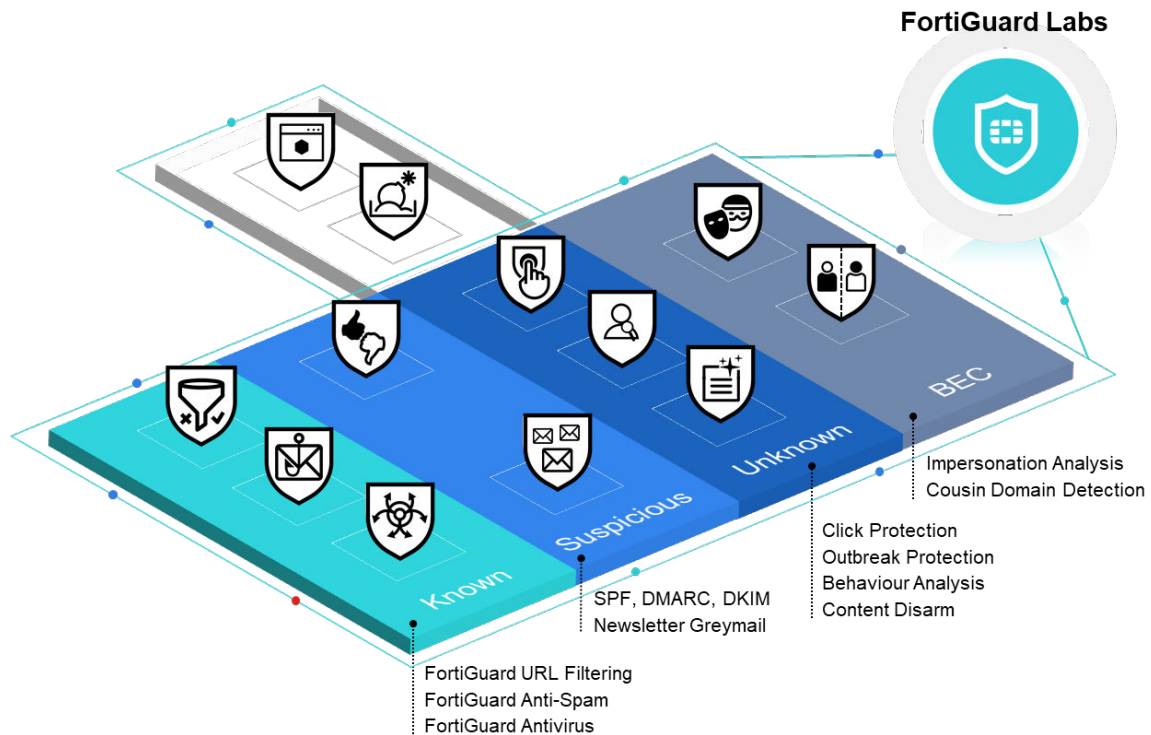 FortiGuard Labs
BEC
Unknown
Suspicious
Known
Impersonation Analysis
Cousin Domain Detection
Click Protection
Outbreak Protection
Behaviour Analysis
Content Disarm
SPF, DMARC, DKIM
Newsletter Greymail
FortiGuard URL Filtering
FortiGuard Anti-Spam
FortiGuard Antivirus